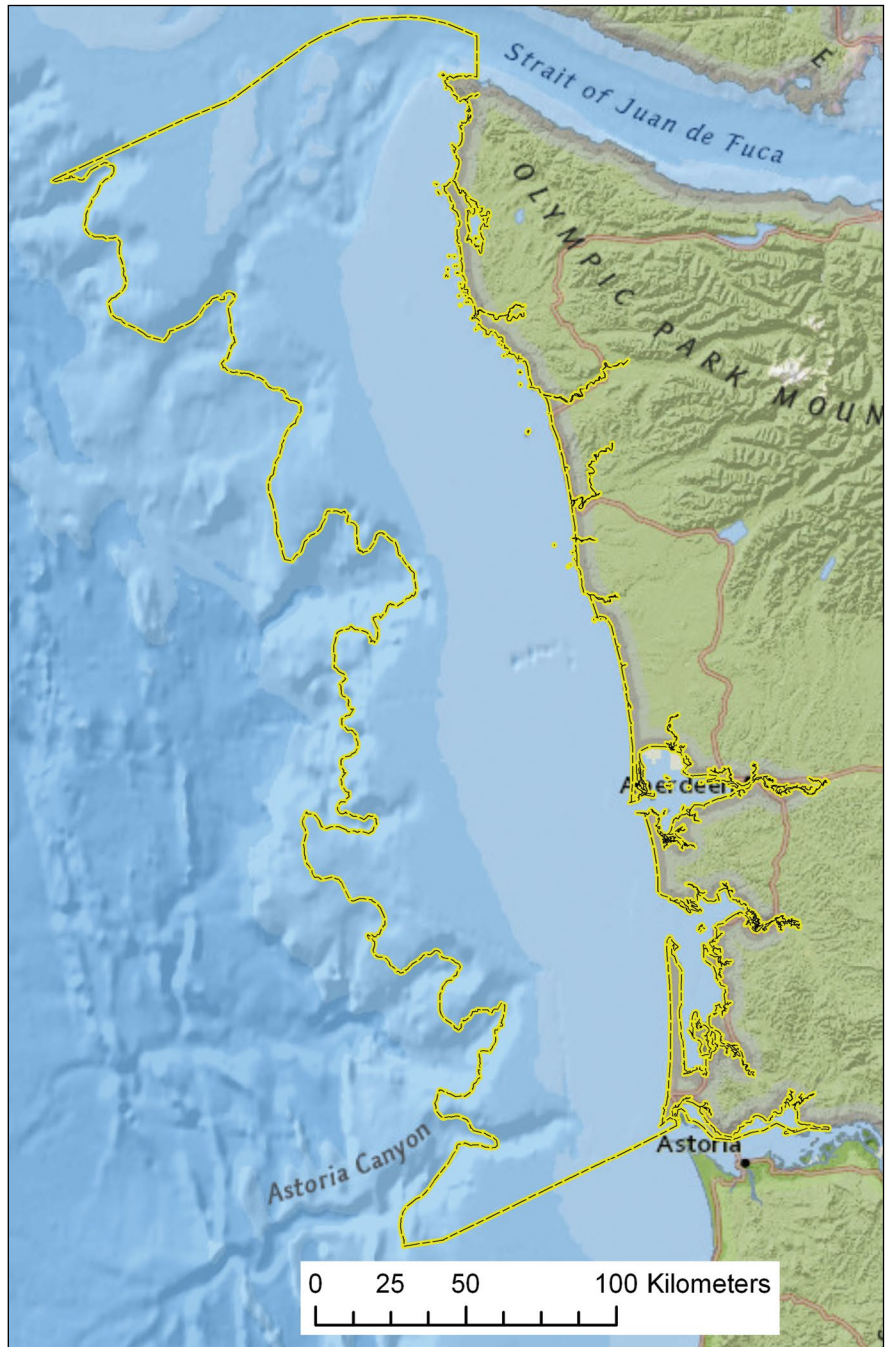 E
Strait of Juan de Fuca
OLYMPIC PARK MOUN
Aberdeen
Astoria
Astoria Canyon
0 25 50 100 Kilometers